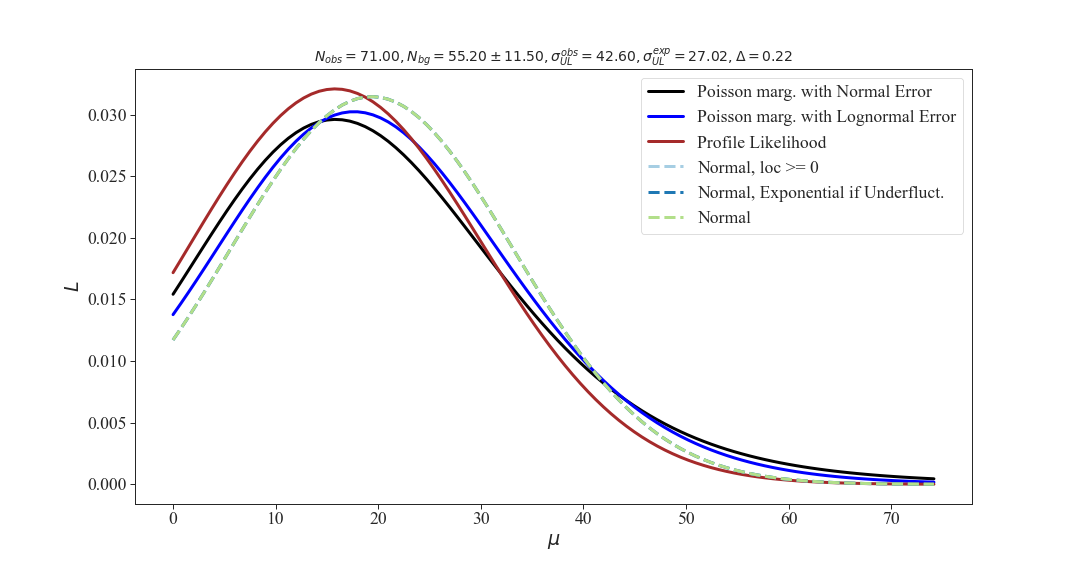 N_obs = 71.00, N_bg = 55.20 ± 11.50, σ_UL^obs = 42.60, σ_UL^exp = 27.02, Δ = 0.22
Poisson marg. with Normal Error
Poisson marg. with Lognormal Error
Profile Likelihood
Normal, loc >= 0
Normal, Exponential if Underfluct.
Normal
0.030
0.025
0.020
0.015
0.010
0.005
0.000
L
0 10 20 30 40 50 60 70
μ